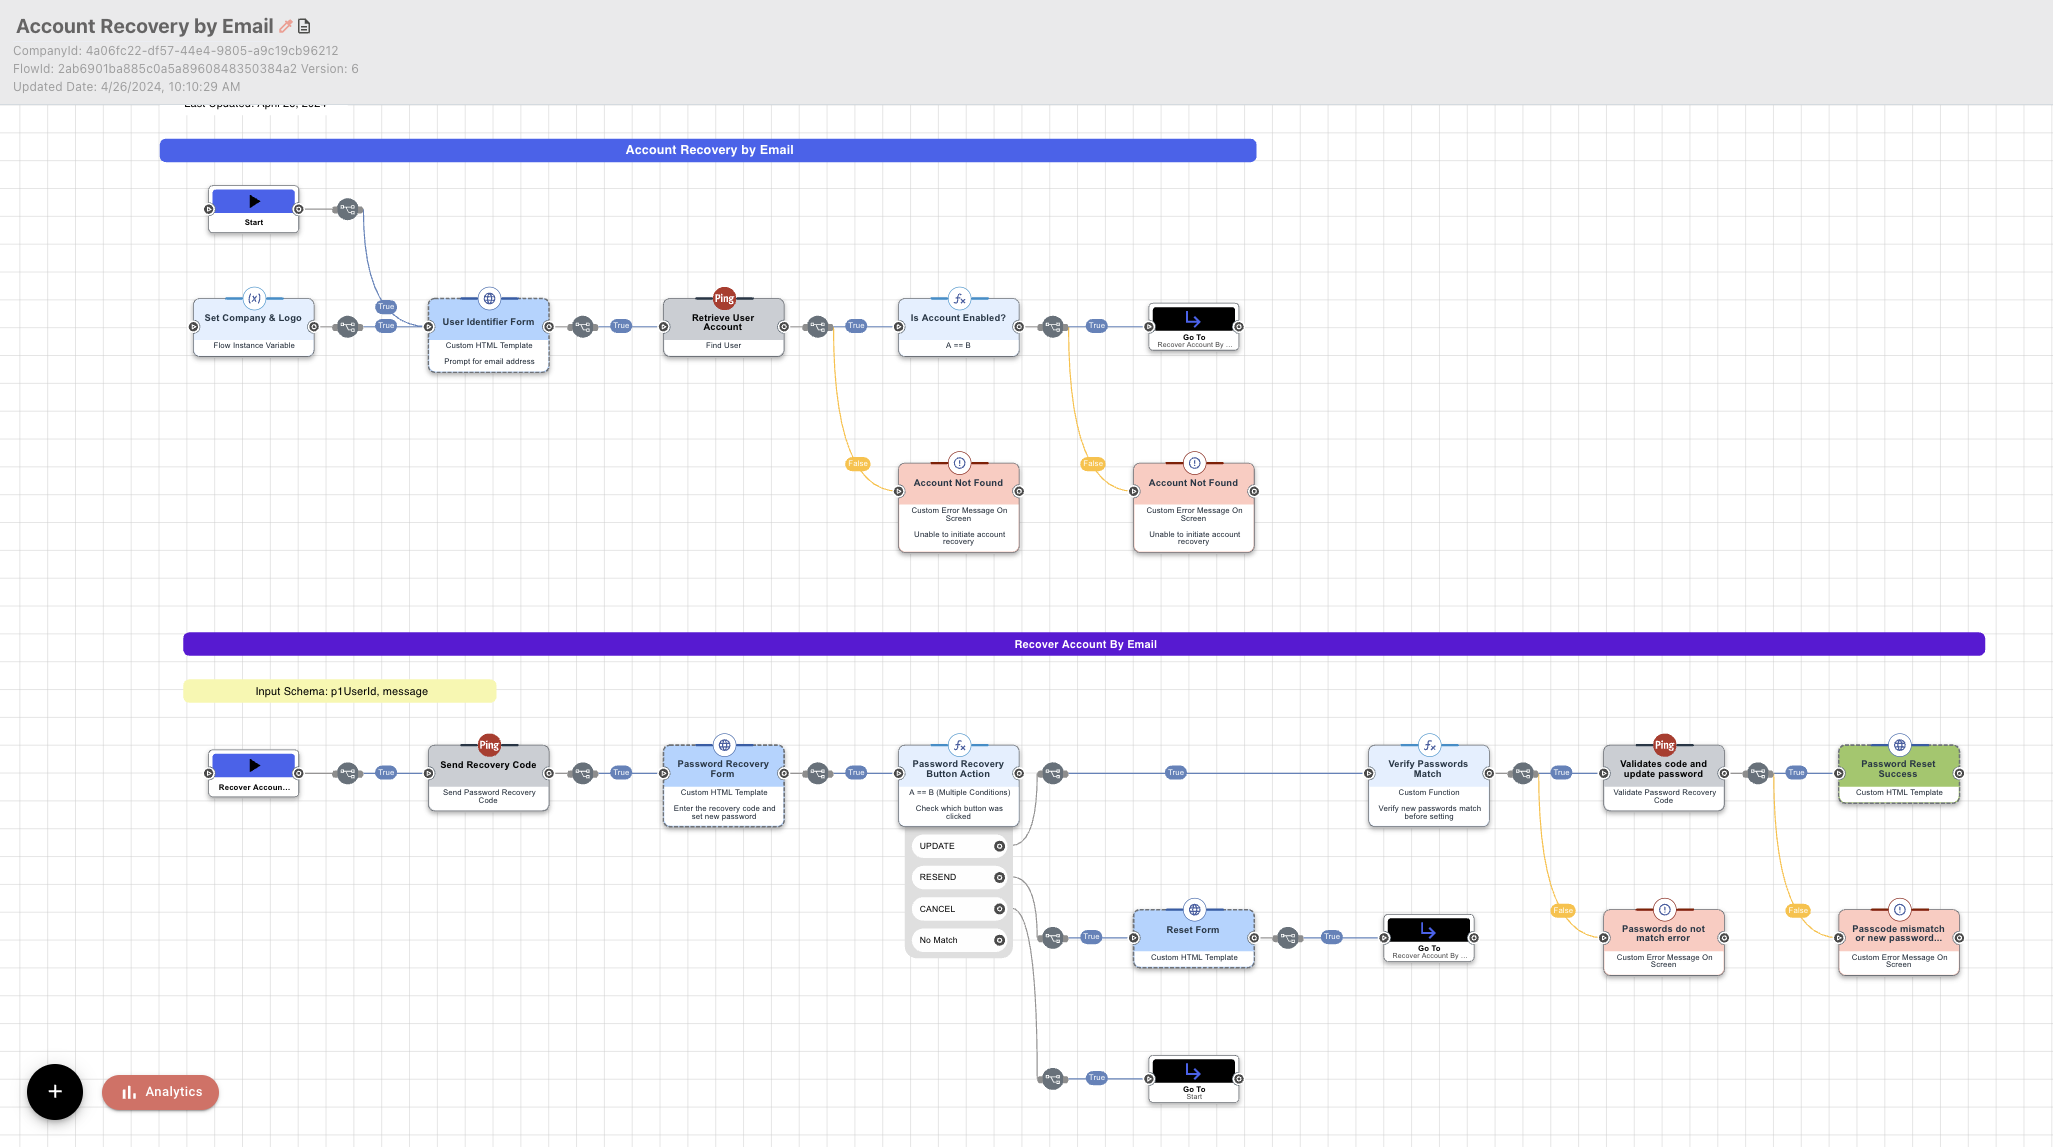 Account Recovery by Email
CompanyId: 4a06fc22-df57-44e4-9805-a9c19cb96212
FlowId: 2ab6901ba885c0a5a8960848350384a2 Version: 6
Updated Date: 4/26/2024, 10:10:29 AM
Account Recovery by Email
Start
True
Set Company & Logo
Flow Instance Variable
True
User Identifier Form
Custom HTML Template
Prompt for email address
True
Ping
Retrieve User
Account
Find User
True
Is Account Enabled?
A == B
True
Go To
Recover Account By ...
False
Account Not Found
Custom Error Message On
Screen
Unable to initiate account
recovery
False
Account Not Found
Custom Error Message On
Screen
Unable to initiate account
recovery
Recover Account By Email
Input Schema: p1UserId, message
Recover Accoun...
True
Ping
Send Recovery Code
Send Password Recovery
Code
True
Password Recovery
Form
Custom HTML Template
Enter the recovery code and
set new password
True
Password Recovery
Button Action
A == B (Multiple Conditions)
Check which button was
clicked
UPDATE
RESEND
CANCEL
No Match
True
Verify Passwords
Match
Custom Function
Verify new passwords match
before setting
True
Ping
Validates code and
update password
Validate Password Recovery
Code
True
Password Reset
Success
Custom HTML Template
True
Reset Form
Custom HTML Template
True
Go To
Recover Account By ...
False
Passwords do not
match error
Custom Error Message On
Screen
False
Passcode mismatch
or new password...
Custom Error Message On
Screen
True
Go To
Start
Analytics